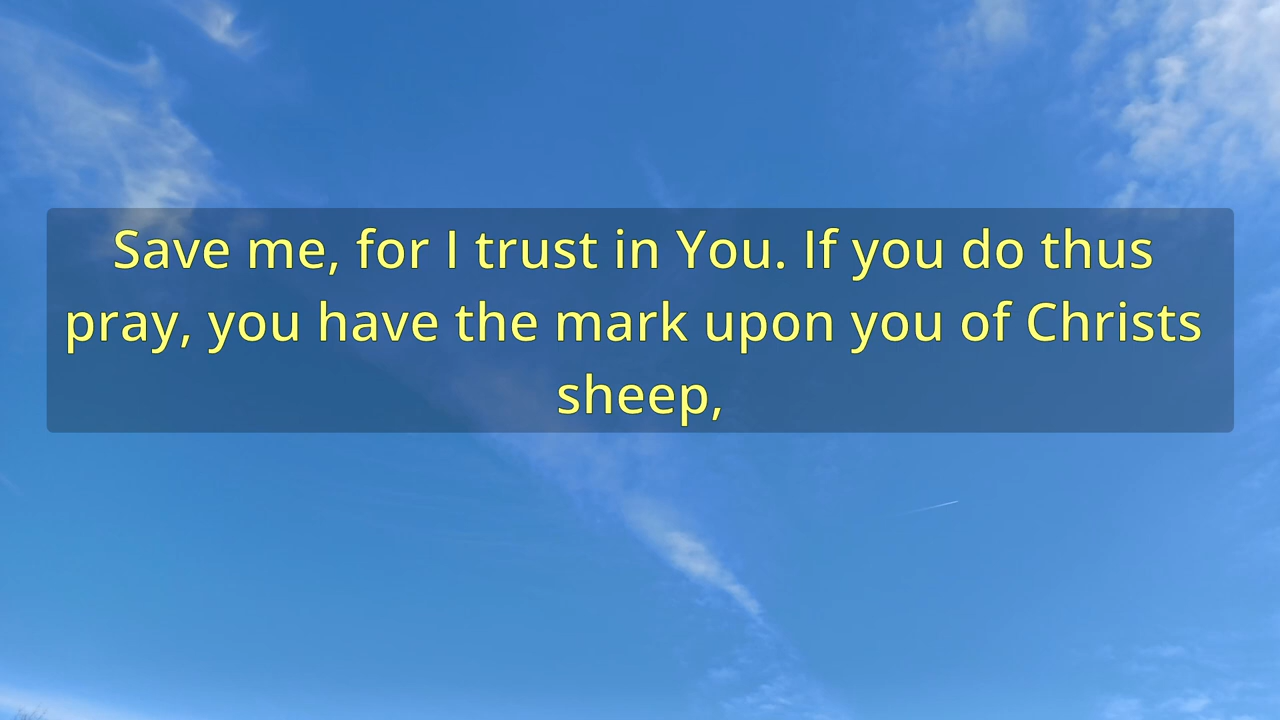 Save me, for I trust in You. If you do thus
pray, you have the mark upon you of Christs
sheep,